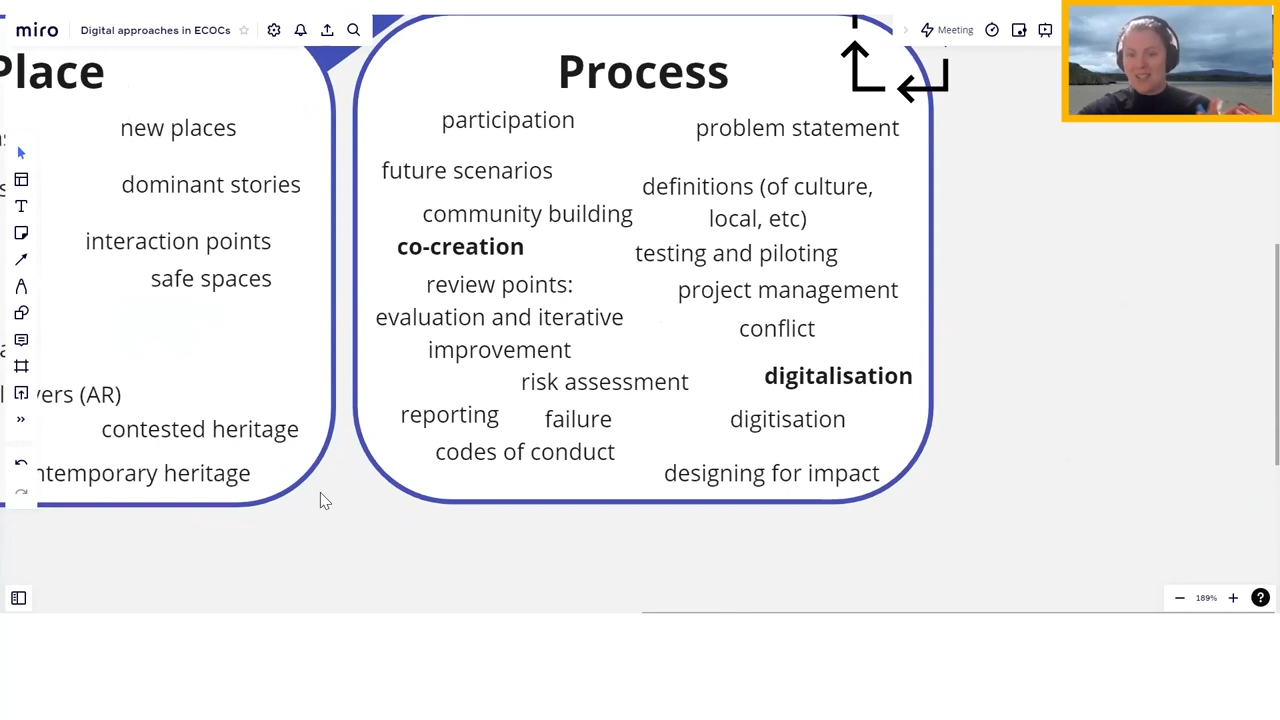 miro
Digital approaches in ECOCs
Meeting
Place
new places
dominant stories
interaction points
safe spaces
(AR)
contested heritage
heritage
Process
participation
problem statement
future scenarios
definitions (of culture,
local, etc)
community building
co-creation
testing and piloting
review points:
evaluation and iterative
improvement
project management
conflict
risk assessment
digitalisation
reporting
failure
digitisation
codes of conduct
designing for impact
189%